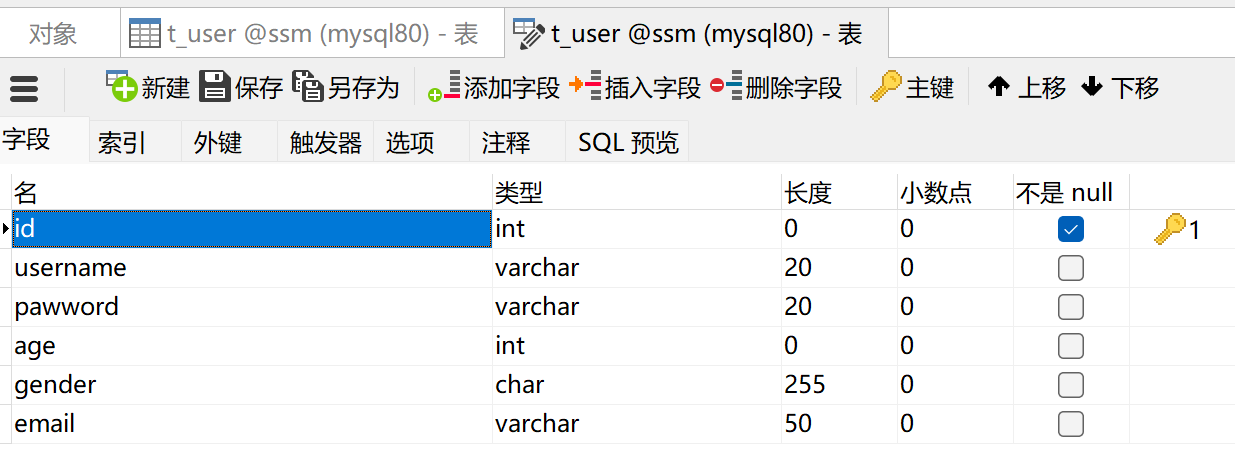 对象 t_user @ssm (mysql80) - 表 t_user @ssm (mysql80) - 表
新建 保存 另存为 添加字段 插入字段 删除字段 主键 上移 下移
字段 索引 外键 触发器 选项 注释 SQL 预览
名 类型 长度 小数点 不是 null
id int 0 0 1
username varchar 20 0
pawword varchar 20 0
age int 0 0
gender char 255 0
email varchar 50 0